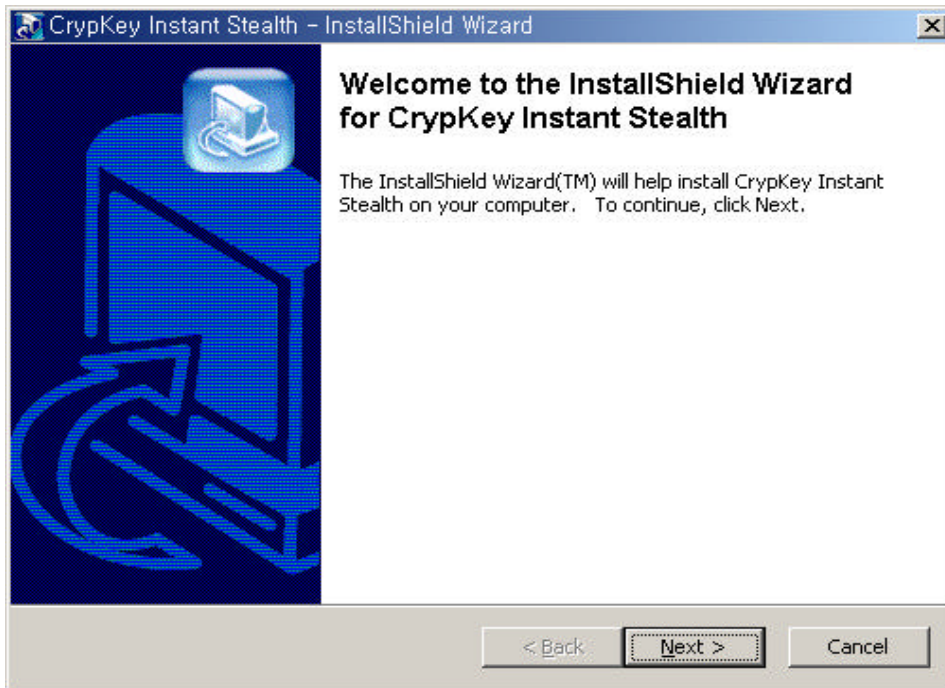 CrypKey Instant Stealth - InstallShield Wizard
Welcome to the InstallShield Wizard
for CrypKey Instant Stealth
The InstallShield Wizard(TM) will help install CrypKey Instant
Stealth on your computer.   To continue, click Next.
< Back
Next >
Cancel